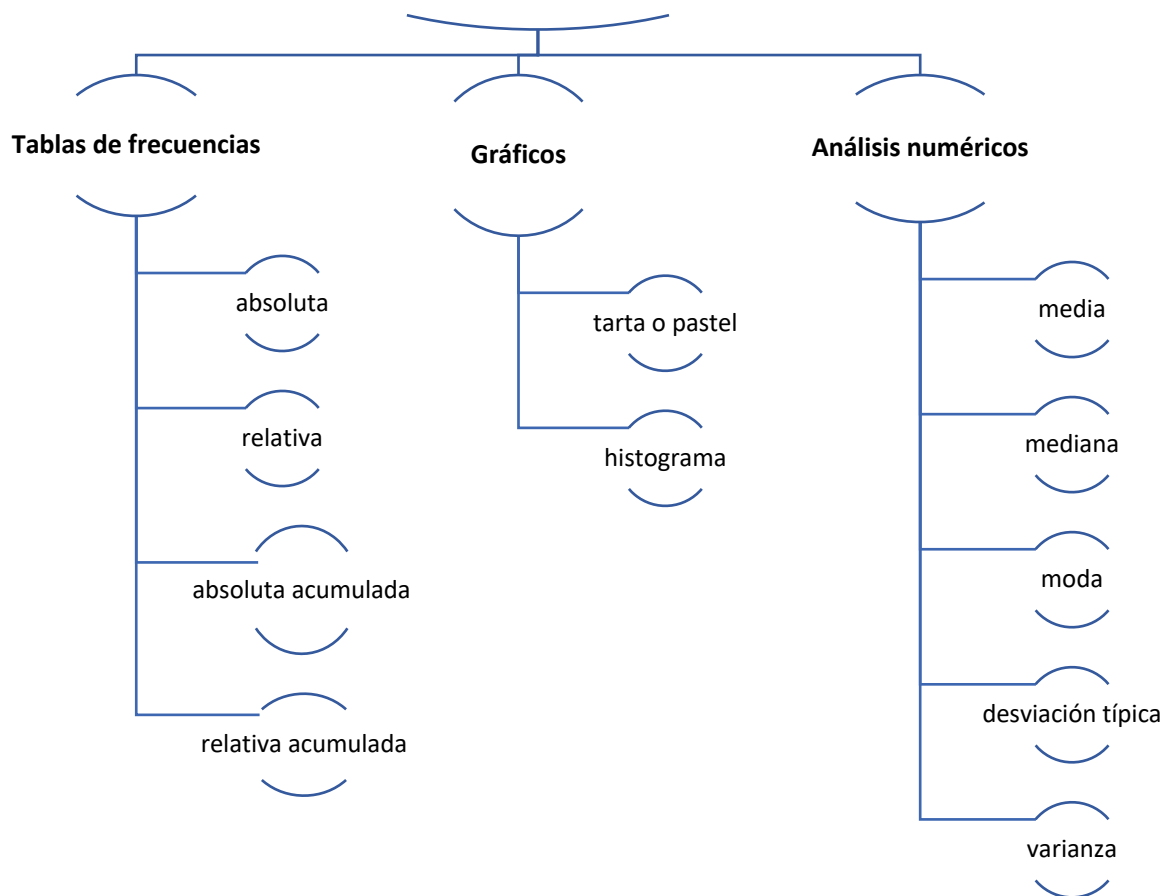 Tablas de frecuencias
absoluta
relativa
absoluta acumulada
relativa acumulada
Gráficos
tarta o pastel
histograma
Análisis numéricos
media
mediana
moda
desviación típica
varianza